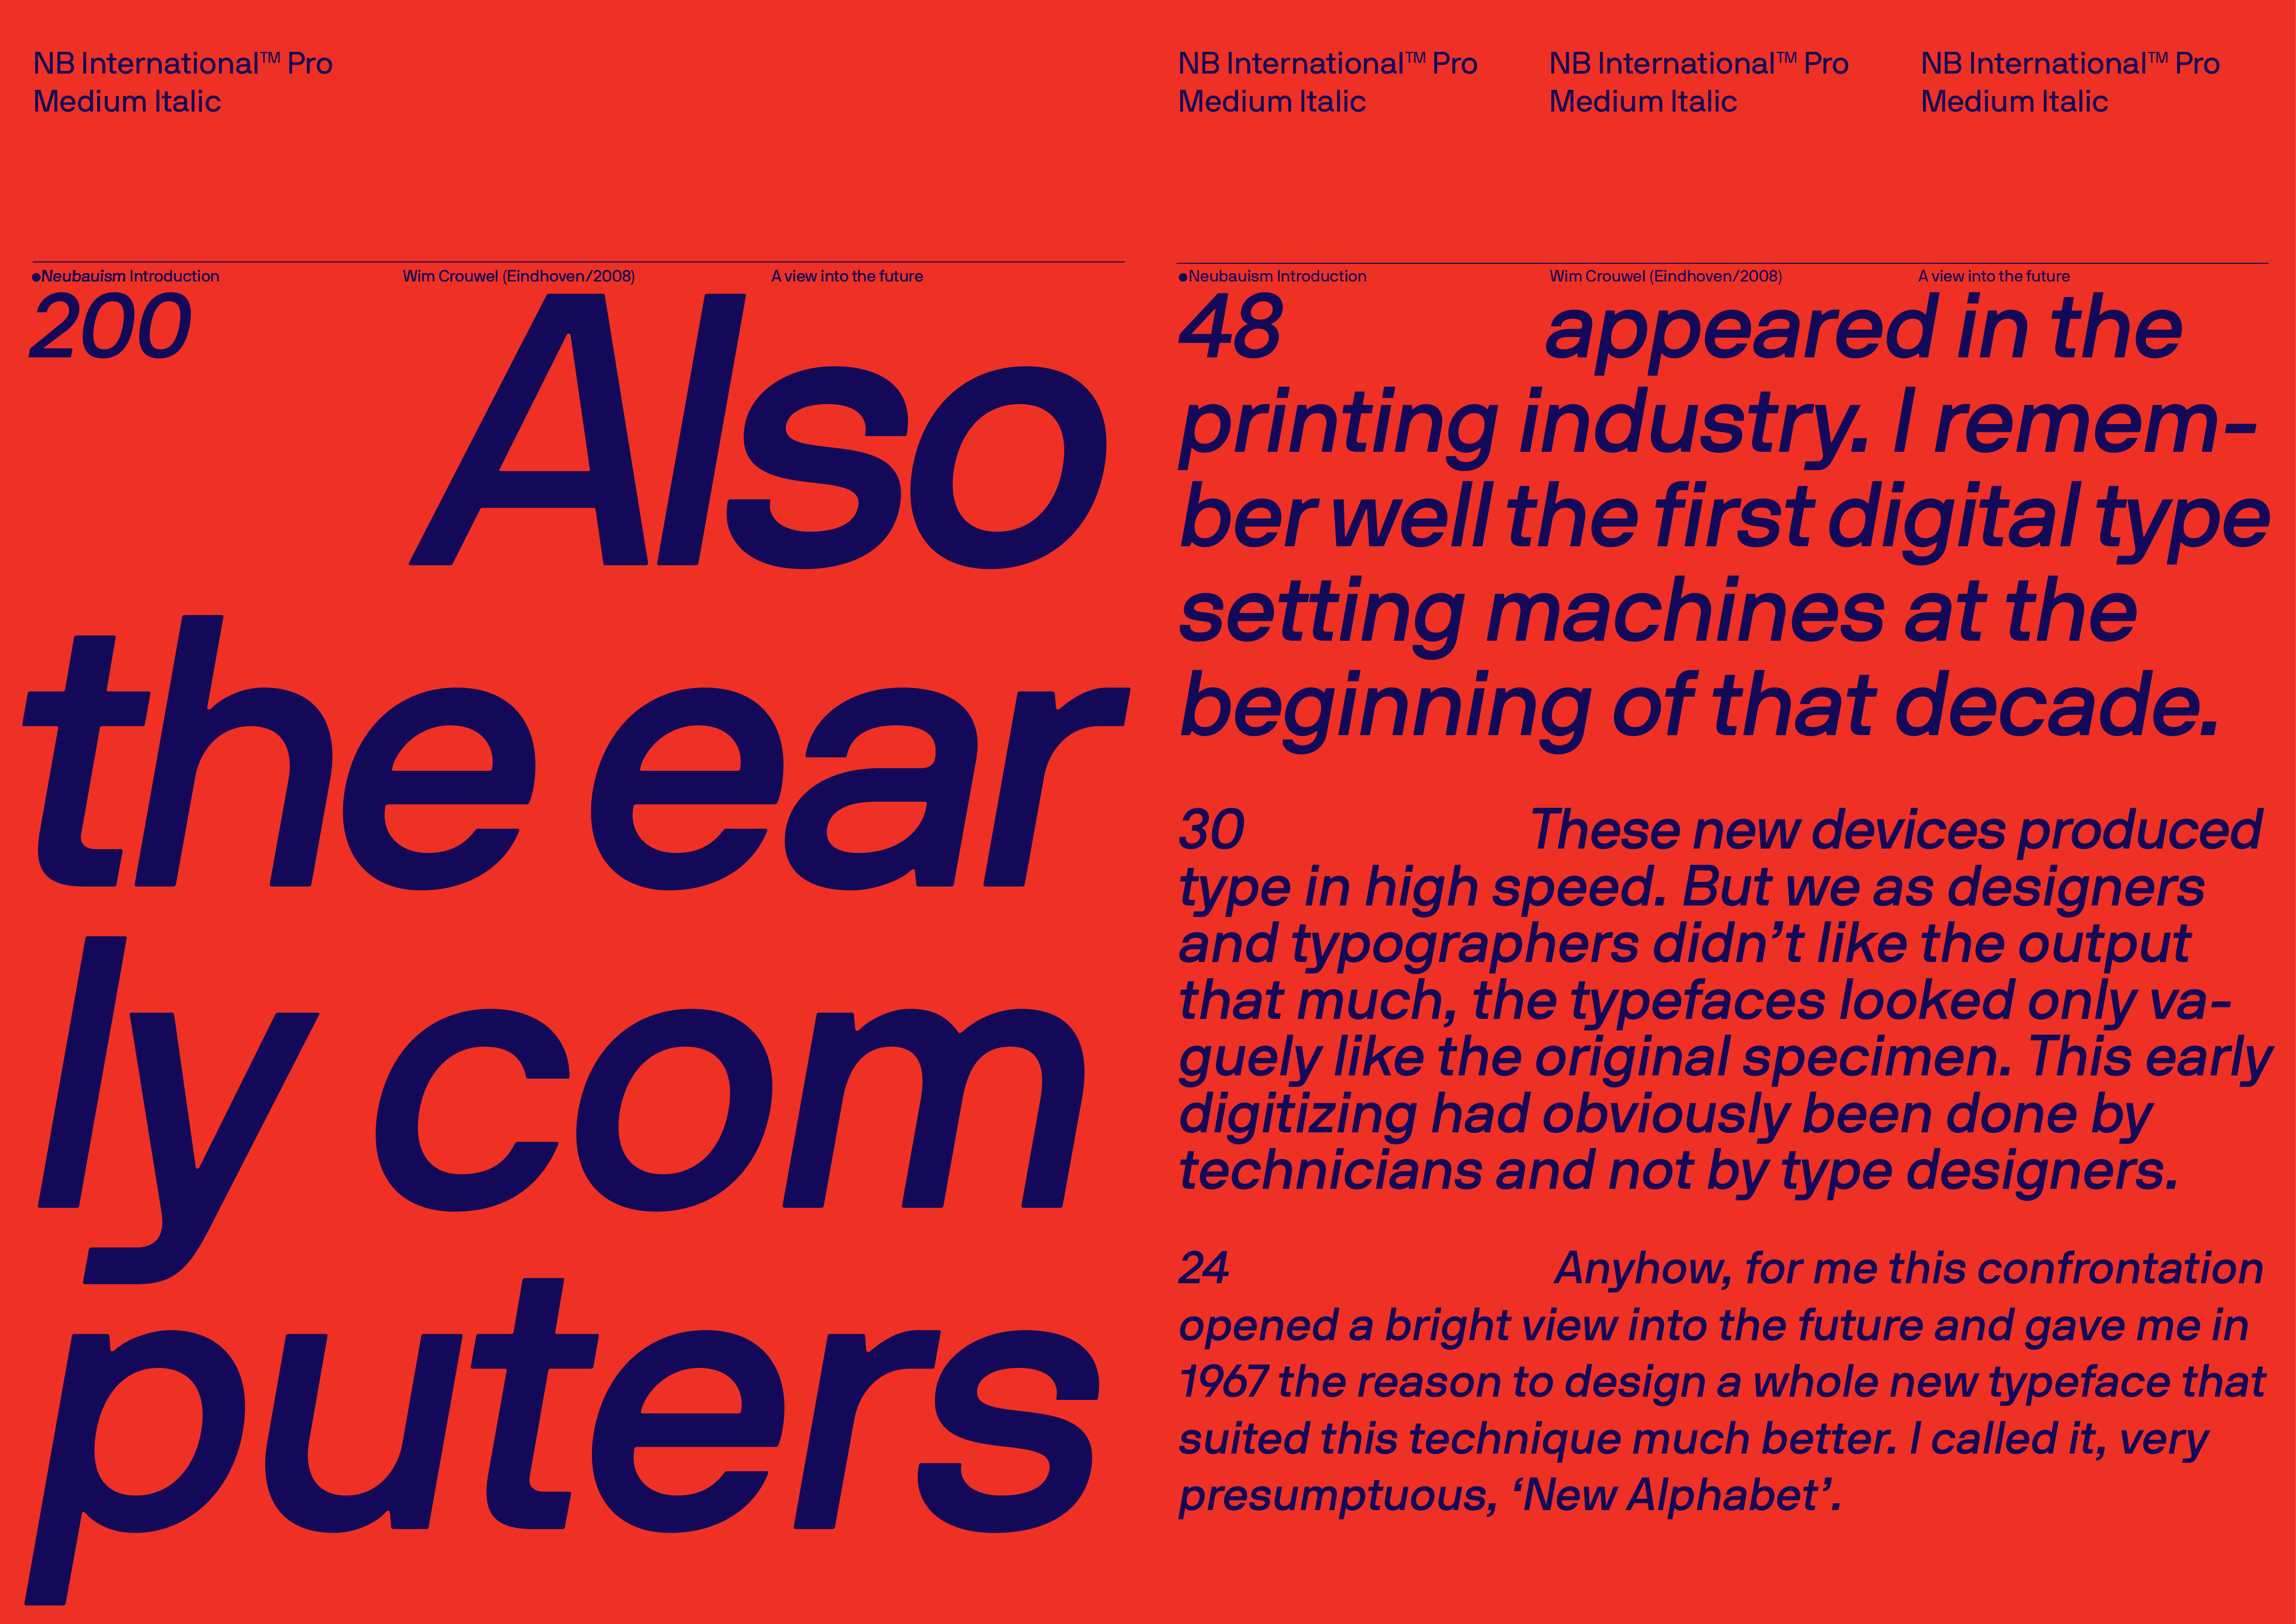 NB International™ Pro
Medium Italic
●Neubauism Introduction
Wim Crouwel (Eindhoven/2008)
A view into the future
200
Also
the ear
ly com
puters
NB International™ Pro
Medium Italic
NB International™ Pro
Medium Italic
NB International™ Pro
Medium Italic
●Neubauism Introduction
Wim Crouwel (Eindhoven/2008)
A view into the future
48 appeared in the
printing industry. I remem-
ber well the first digital type
setting machines at the
beginning of that decade.
30 These new devices produced
type in high speed. But we as designers
and typographers didn’t like the output
that much, the typefaces looked only va-
guely like the original specimen. This early
digitizing had obviously been done by
technicians and not by type designers.
24 Anyhow, for me this confrontation
opened a bright view into the future and gave me in
1967 the reason to design a whole new typeface that
suited this technique much better. I called it, very
presumptuous, ‘New Alphabet’.